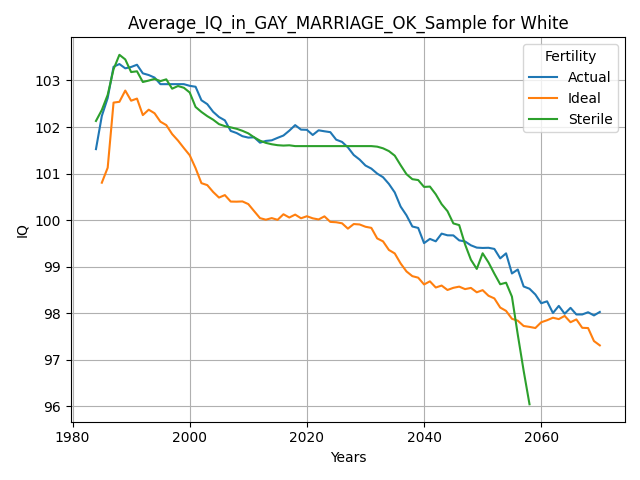 Average_IQ_in_GAY_MARRIAGE_OK_Sample for White
Fertility
Actual
Ideal
Sterile
IQ
103
102
101
100
99
98
97
96
1980
2000
2020
2040
2060
Years